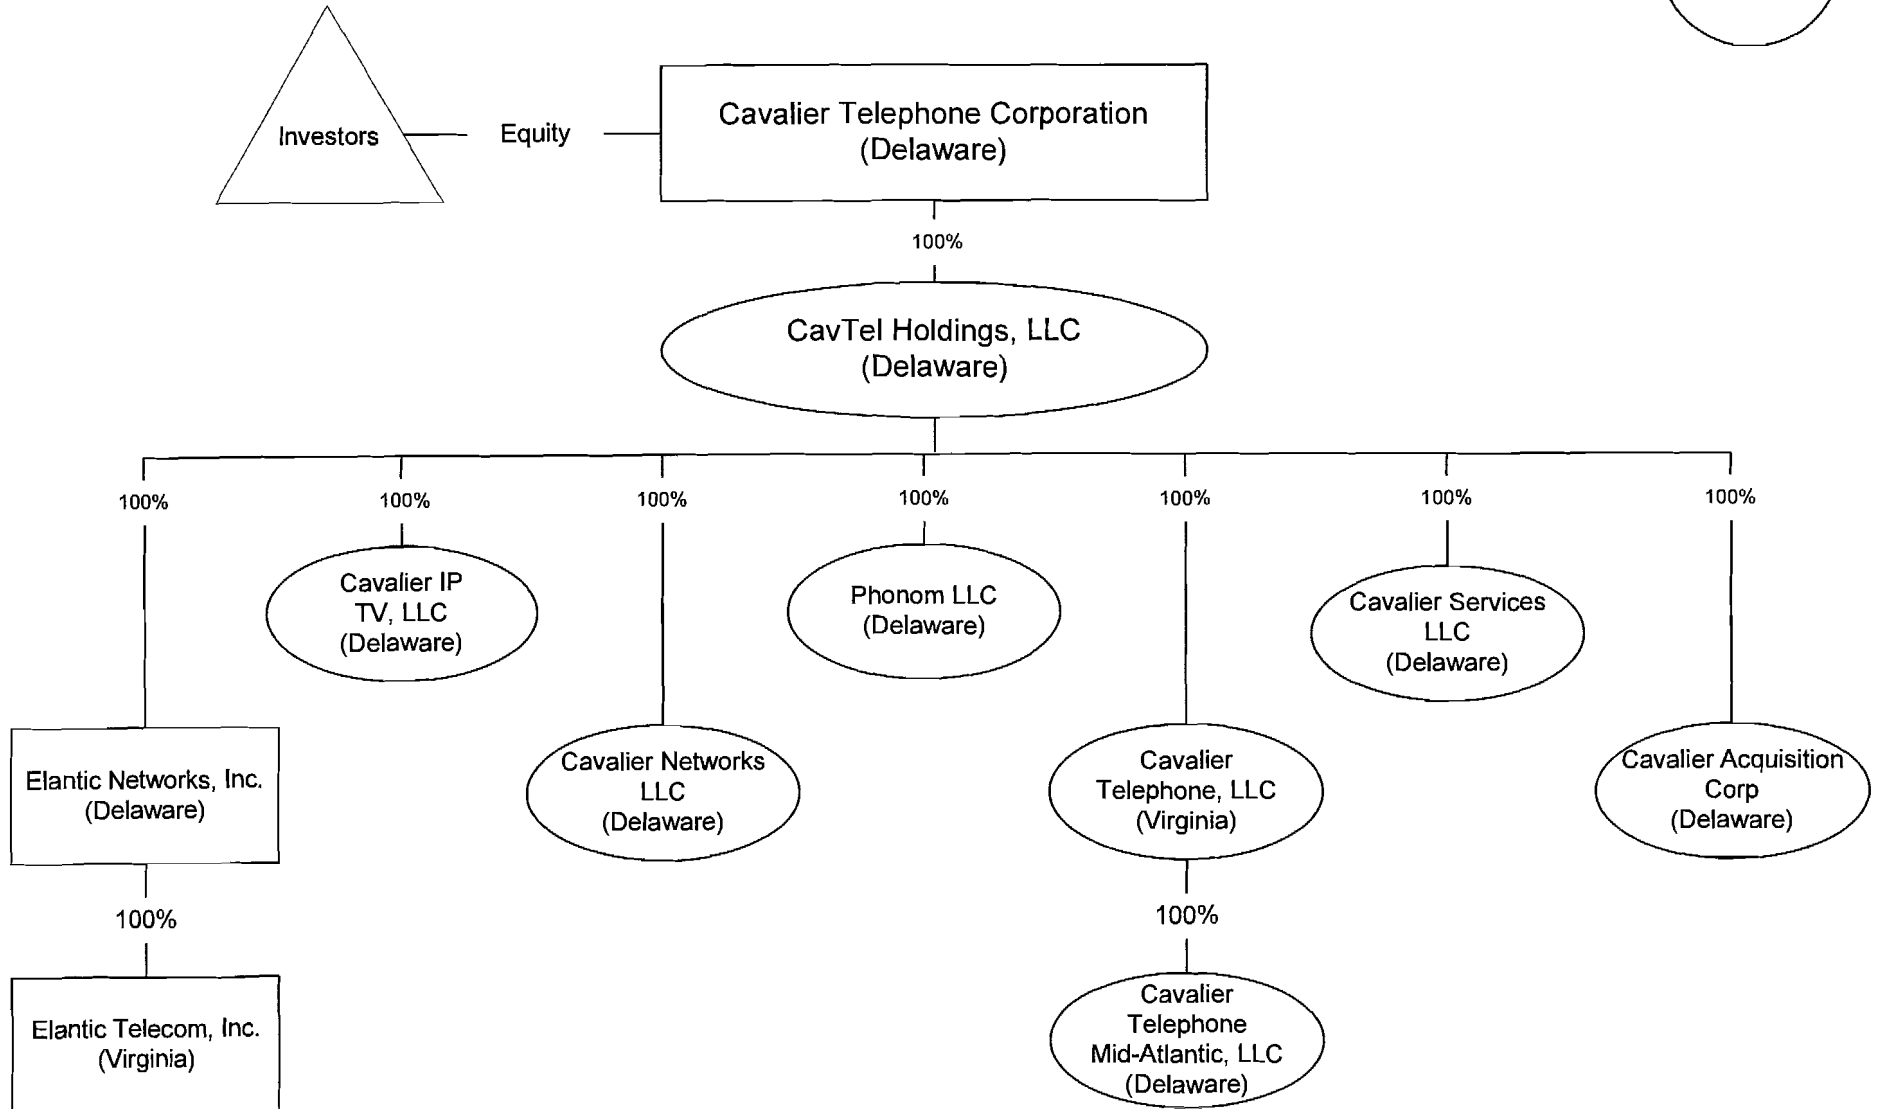 Investors
Equity
Cavalier Telephone Corporation
(Delaware)
100%
CavTel Holdings, LLC
(Delaware)
100%
100%
100%
100%
100%
100%
100%
Cavalier IP
TV, LLC
(Delaware)
Phonom LLC
(Delaware)
Cavalier Services
LLC
(Delaware)
Elantic Networks, Inc.
(Delaware)
Cavalier Networks
LLC
(Delaware)
Cavalier
Telephone, LLC
(Virginia)
Cavalier Acquisition
Corp
(Delaware)
100%
100%
Elantic Telecom, Inc.
(Virginia)
Cavalier
Telephone
Mid-Atlantic, LLC
(Delaware)